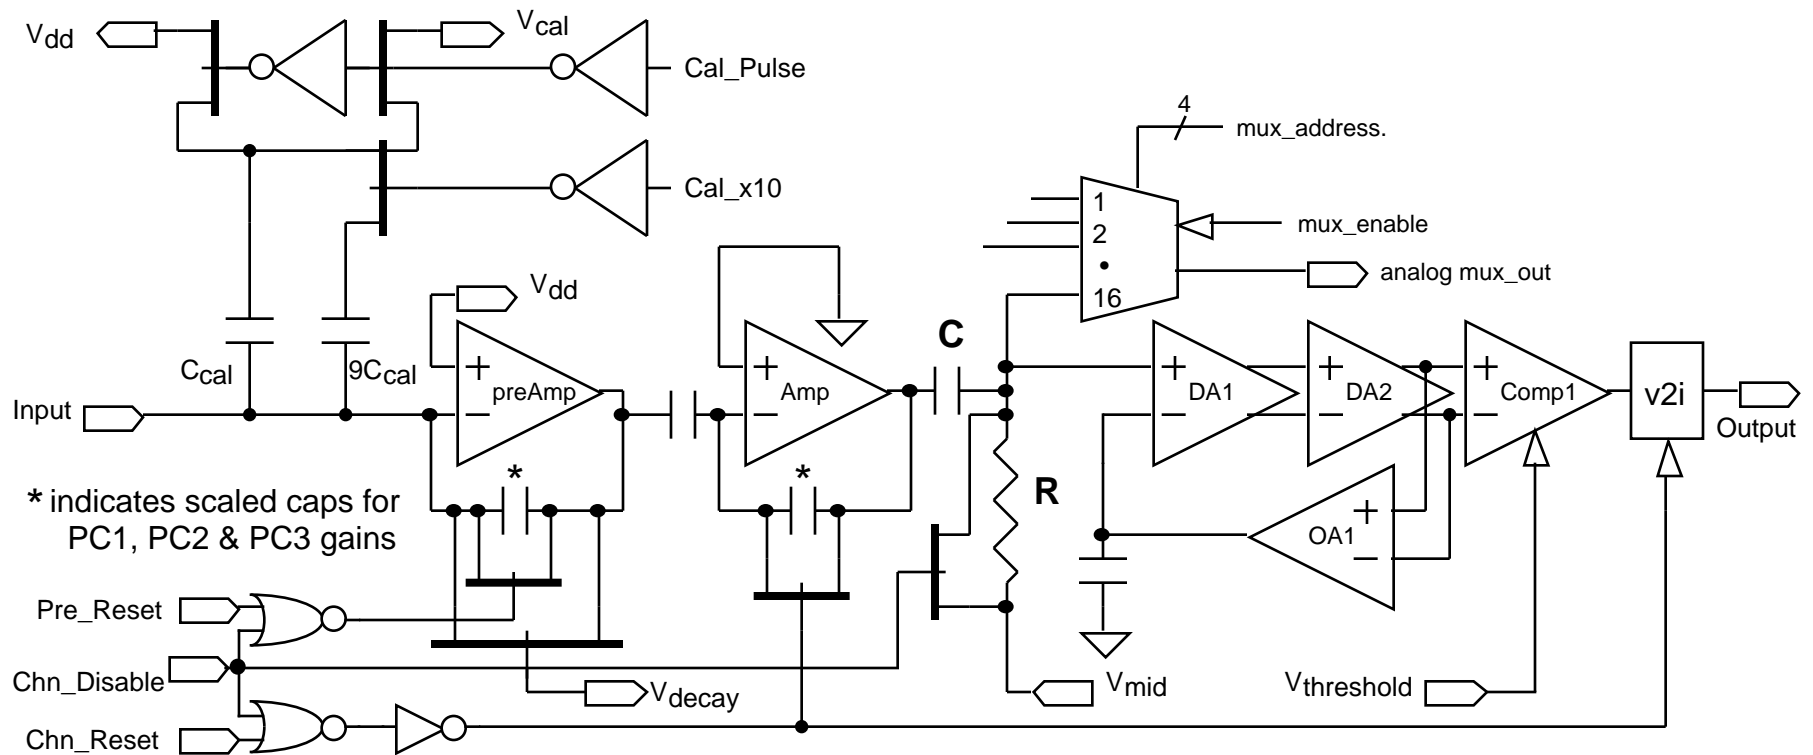 Vdd
Vcal
Cal_Pulse
4
mux_address.
Cal_x10
1
2
•
16
mux_enable
analog mux_out
Vdd
Ccal
9Ccal
+
preAmp
−
+
Amp
−
C
+
DA1
−
+
DA2
−
+
Comp1
−
v2i
Input
Output
*
*
R
+
OA1
−
* indicates scaled caps for
PC1, PC2 & PC3 gains
Pre_Reset
Chn_Disable
Vdecay
Vmid
Vthreshold
Chn_Reset